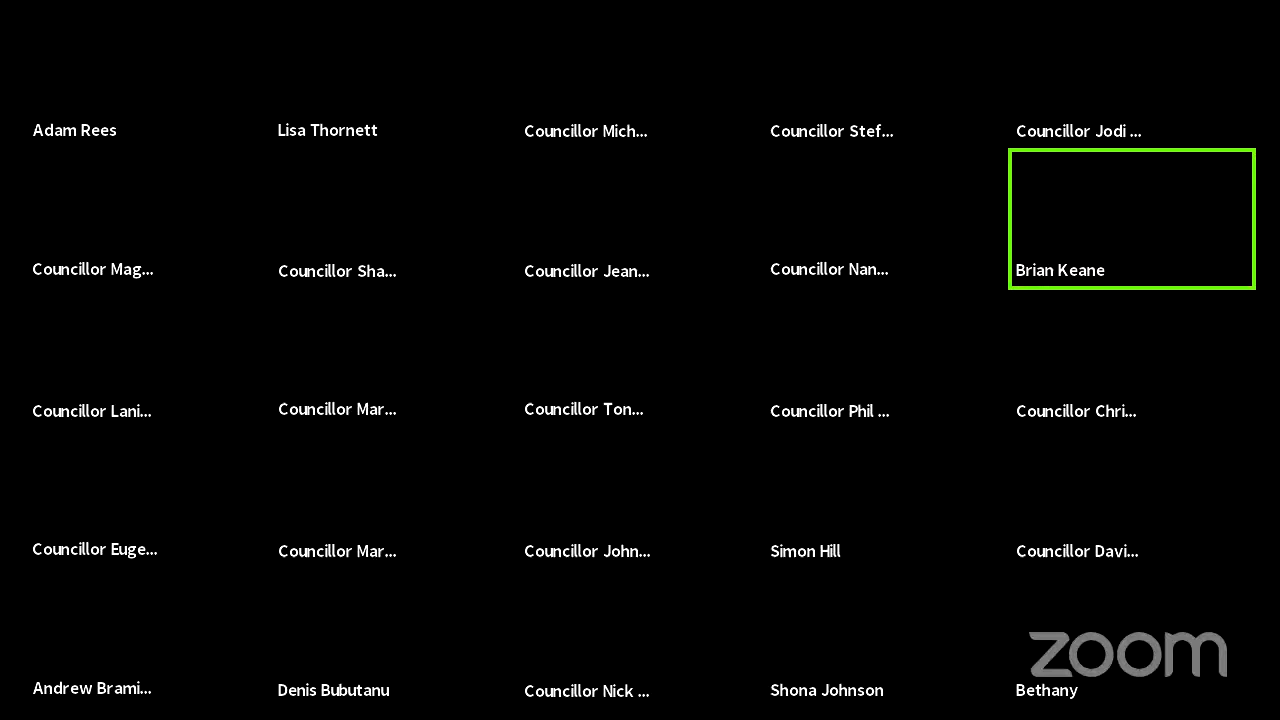 Adam Rees
Lisa Thornett
Councillor Mich...
Councillor Stef...
Councillor Jodi ...
Councillor Mag...
Councillor Sha...
Councillor Jean...
Councillor Nan...
Brian Keane
Councillor Lani...
Councillor Mar...
Councillor Ton...
Councillor Phil ...
Councillor Chri...
Councillor Euge...
Councillor Mar...
Councillor John...
Simon Hill
Councillor Davi...
zoom
Andrew Brami...
Denis Bubutanu
Councillor Nick ...
Shona Johnson
Bethany